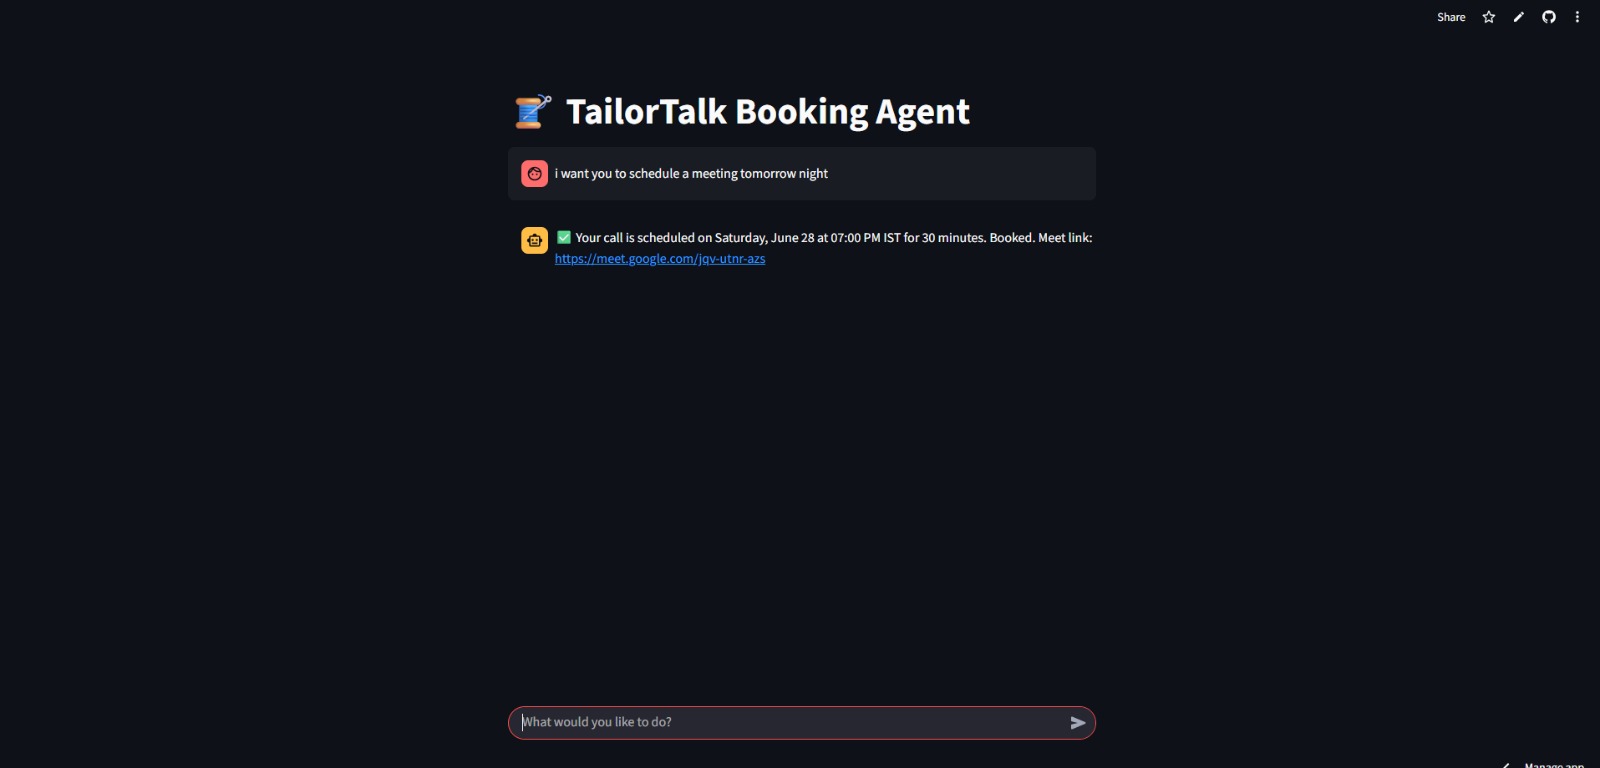 Share
TailorTalk Booking Agent
i want you to schedule a meeting tomorrow night
✅ Your call is scheduled on Saturday, June 28 at 07:00 PM IST for 30 minutes. Booked. Meet link:
https://meet.google.com/jqv-utnr-azs
What would you like to do?
Manage app